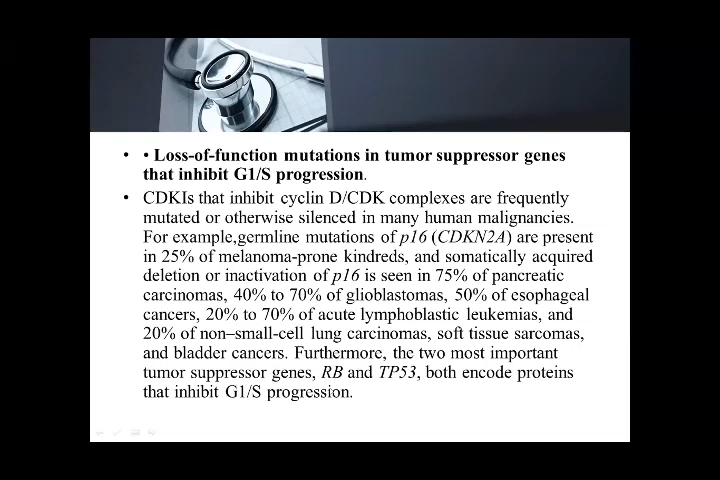 • • Loss-of-function mutations in tumor suppressor genes
that inhibit G1/S progression.
• CDKIs that inhibit cyclin D/CDK complexes are frequently
mutated or otherwise silenced in many human malignancies.
For example,germline mutations of p16 (CDKN2A) are present
in 25% of melanoma-prone kindreds, and somatically acquired
deletion or inactivation of p16 is seen in 75% of pancreatic
carcinomas, 40% to 70% of glioblastomas, 50% of esophageal
cancers, 20% to 70% of acute lymphoblastic leukemias, and
20% of non–small-cell lung carcinomas, soft tissue sarcomas,
and bladder cancers. Furthermore, the two most important
tumor suppressor genes, RB and TP53, both encode proteins
that inhibit G1/S progression.